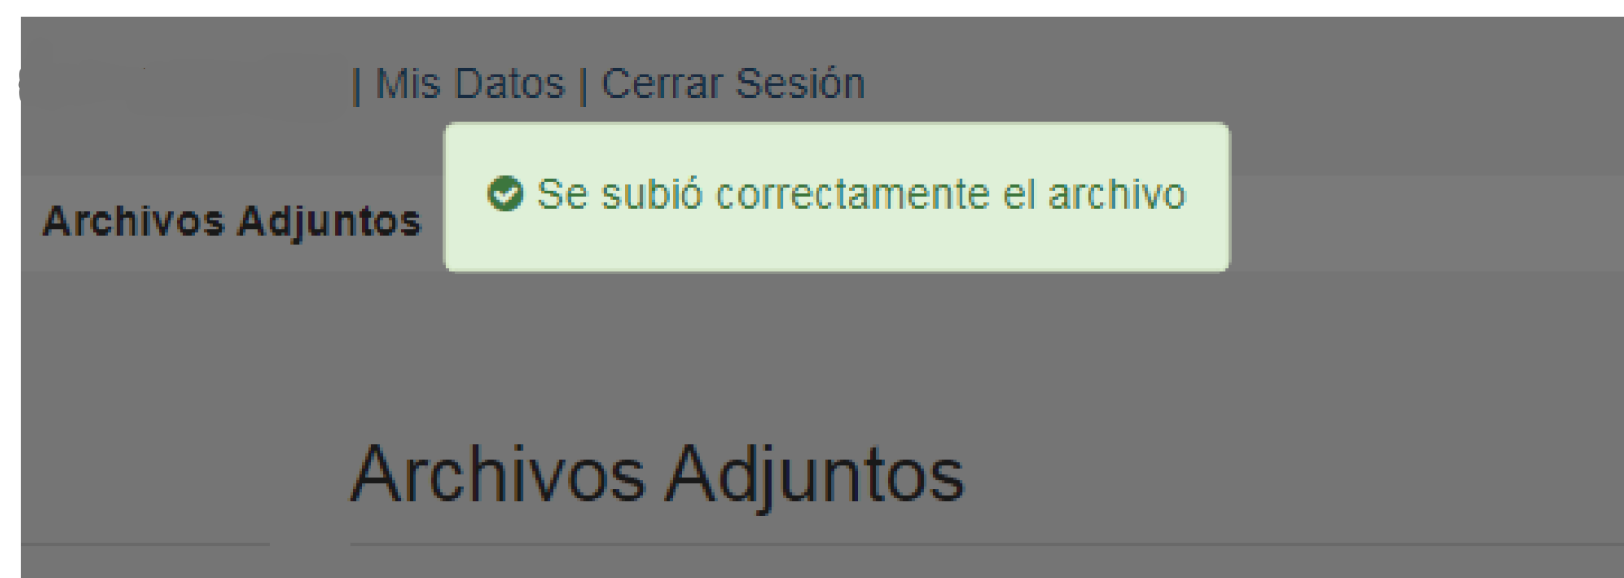 | Mis Datos | Cerrar Sesión
Se subió correctamente el archivo
Archivos Adjuntos
Archivos Adjuntos